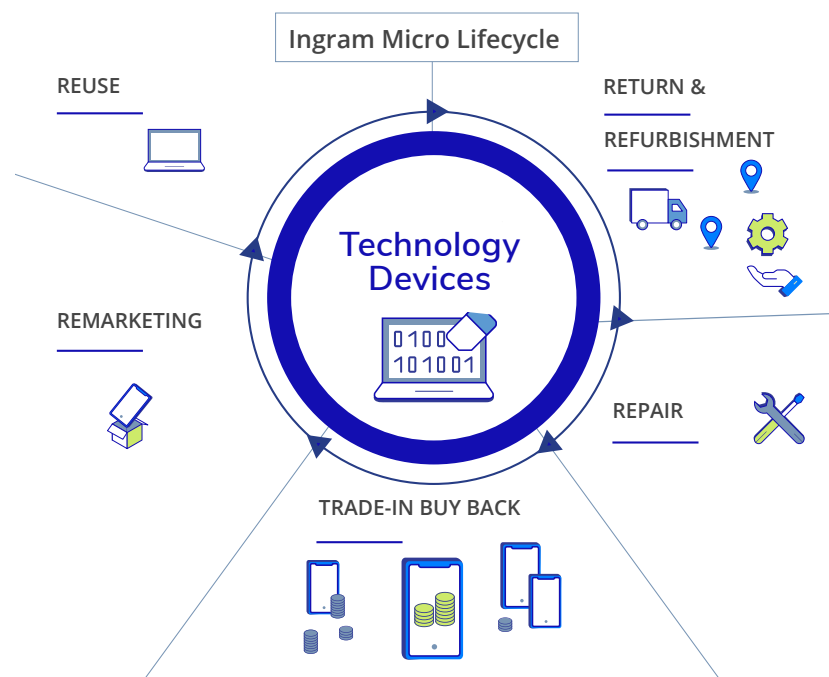 Ingram Micro Lifecycle
REUSE
RETURN &
REFURBISHMENT
Technology
Devices
0100
101001
REMARKETING
REPAIR
TRADE-IN BUY BACK